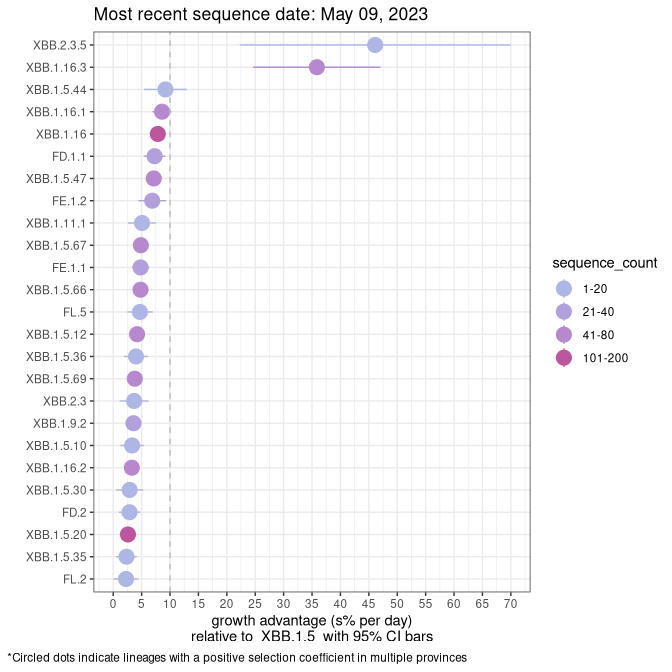 Most recent sequence date: May 09, 2023
XBB.2.3.5
XBB.1.16.3
XBB.1.5.44
XBB.1.16.1
XBB.1.16
FD.1.1
XBB.1.5.47
FE.1.2
XBB.1.11.1
XBB.1.5.67
FE.1.1
XBB.1.5.66
FL.5
XBB.1.5.12
XBB.1.5.36
XBB.1.5.69
XBB.2.3
XBB.1.9.2
XBB.1.5.10
XBB.1.16.2
XBB.1.5.30
FD.2
XBB.1.5.20
XBB.1.5.35
FL.2
0 5 10 15 20 25 30 35 40 45 50 55 60 65 70
growth advantage (s% per day)
relative to XBB.1.5 with 95% CI bars
sequence_count
1-20
21-40
41-80
101-200
*Circled dots indicate lineages with a positive selection coefficient in multiple provinces